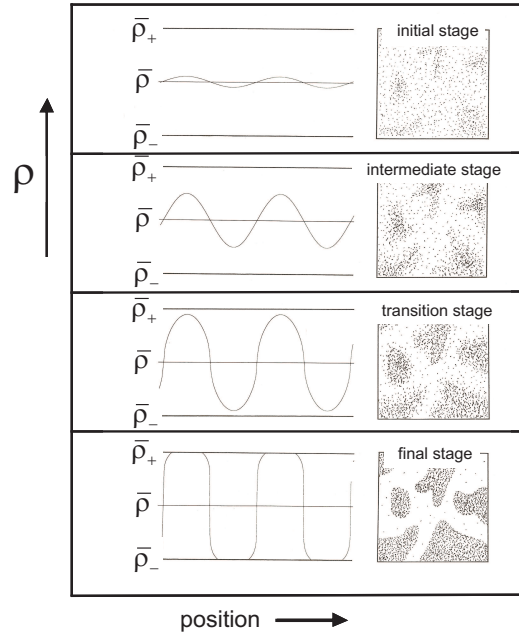 ρ̄₊
initial stage
ρ̄
ρ̄₋
ρ
ρ̄₊
intermediate stage
ρ̄
ρ̄₋
ρ̄₊
transition stage
ρ̄
ρ̄₋
ρ̄₊
final stage
ρ̄
ρ̄₋
position